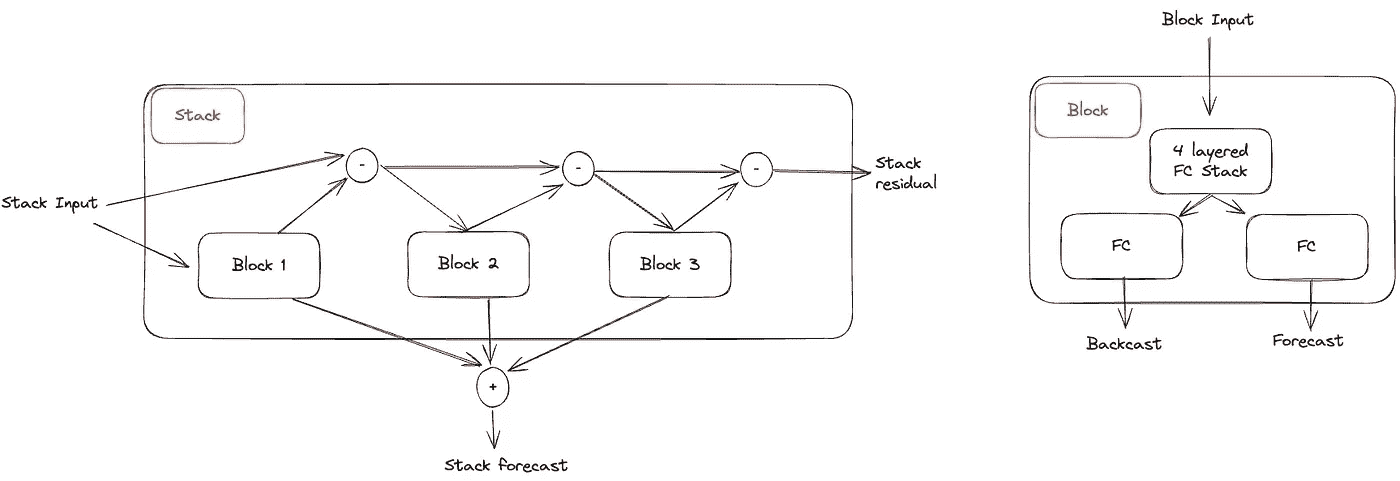 Stack
-
-
-
Stack
residual
Stack Input
Block 1
Block 2
Block 3
+
Stack forecast
Block Input
Block
4 layered
FC Stack
FC
FC
Backcast
Forecast